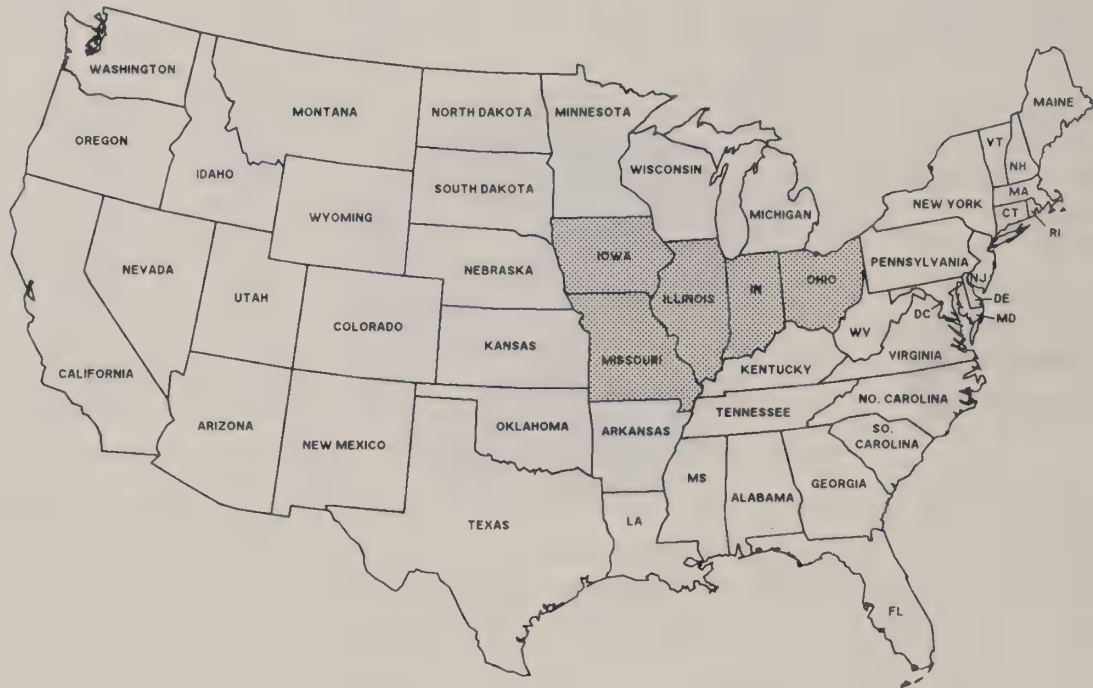 WASHINGTON
MONTANA
NORTH DAKOTA
MINNESOTA
MAINE
OREGON
IDAHO
SOUTH DAKOTA
WISCONSIN
VT
NH
WYOMING
MICHIGAN
NEW YORK
MA
CT
RI
NEVADA
UTAH
NEBRASKA
IOWA
ILLINOIS
IN
OHIO
PENNSYLVANIA
NJ
COLORADO
KANSAS
MISSOURI
WV
DC
DE
MD
CALIFORNIA
KENTUCKY
VIRGINIA
ARIZONA
NEW MEXICO
OKLAHOMA
ARKANSAS
TENNESSEE
NO. CAROLINA
SO.
CAROLINA
TEXAS
LA
MS
ALABAMA
GEORGIA
FL